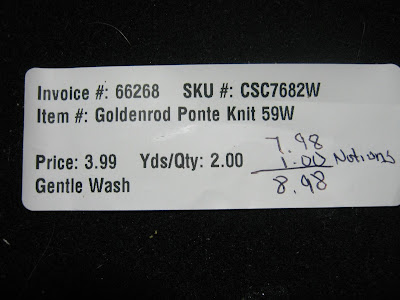 Invoice #: 66268 SKU #: CSC7682W
Item #: Goldenrod Ponte Knit 59W
7.98
Price: 3.99 Yds/Qty: 2.00 1.00 Notions
Gentle Wash 8.98